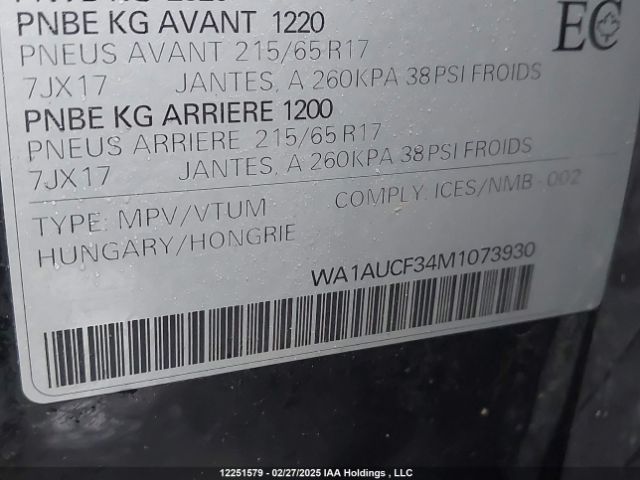 PNBE KG AVANT 1220
PNEUS AVANT 215/65 R17
7JX17 JANTES, A 260KPA 38 PSI FROIDS
PNBE KG ARRIERE 1200
PNEUS ARRIERE 215/65 R17
7JX17 JANTES, A 260KPA 38 PSI FROIDS
EC
TYPE: MPV/VTUM COMPLY: ICES/NMB-002
HUNGARY/HONGRIE
WA1AUCF34M1073930
12251579 - 02/27/2025 IAA Holdings , LLC